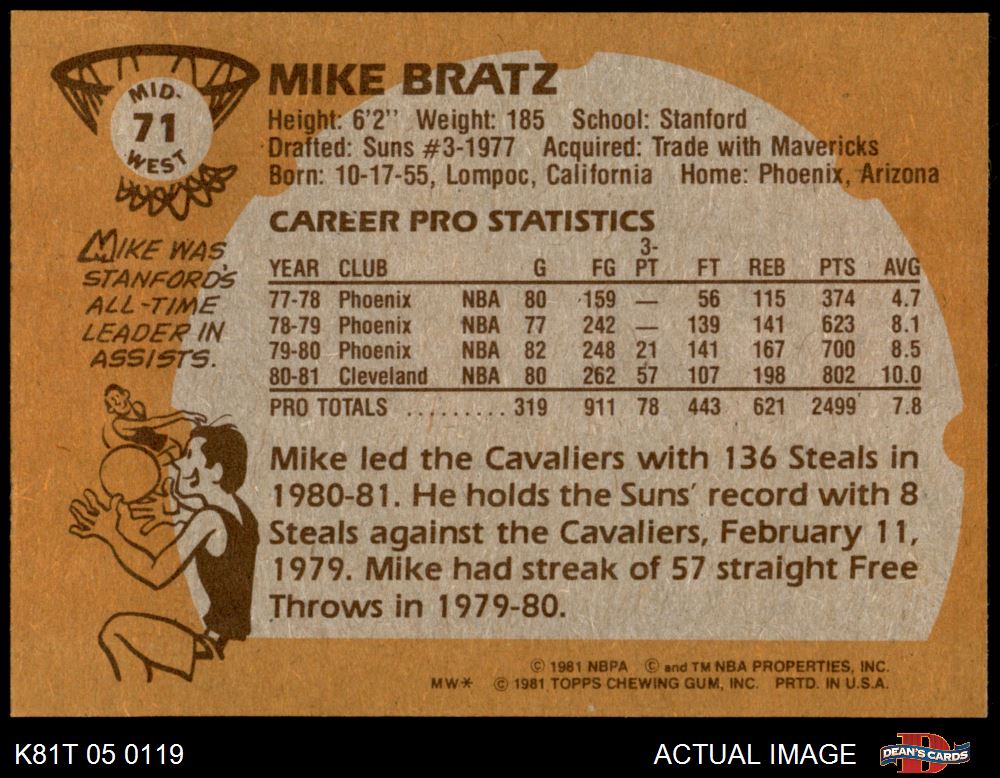 MID-
71
WEST
MIKE BRATZ
Height: 6'2'' Weight: 185 School: Stanford
Drafted: Suns #3-1977 Acquired: Trade with Mavericks
Born: 10-17-55, Lompoc, California Home: Phoenix, Arizona
MIKE WAS
STANFORD'S
ALL-TIME
LEADER IN
ASSISTS.
CAREER PRO STATISTICS
YEAR CLUB G FG 3-PT FT REB PTS AVG
77-78 Phoenix NBA 80 159 — 56 115 374 4.7
78-79 Phoenix NBA 77 242 — 139 141 623 8.1
79-80 Phoenix NBA 82 248 21 141 167 700 8.5
80-81 Cleveland NBA 80 262 57 107 198 802 10.0
PRO TOTALS ......... 319 911 78 443 621 2499 7.8
Mike led the Cavaliers with 136 Steals in
1980-81. He holds the Suns' record with 8
Steals against the Cavaliers, February 11,
1979. Mike had streak of 57 straight Free
Throws in 1979-80.
© 1981 NBPA © and TM NBA PROPERTIES, INC.
MW* © 1981 TOPPS CHEWING GUM, INC. PRTD. IN U.S.A.
K81T 05 0119 ACTUAL IMAGE DEAN'S CARDS